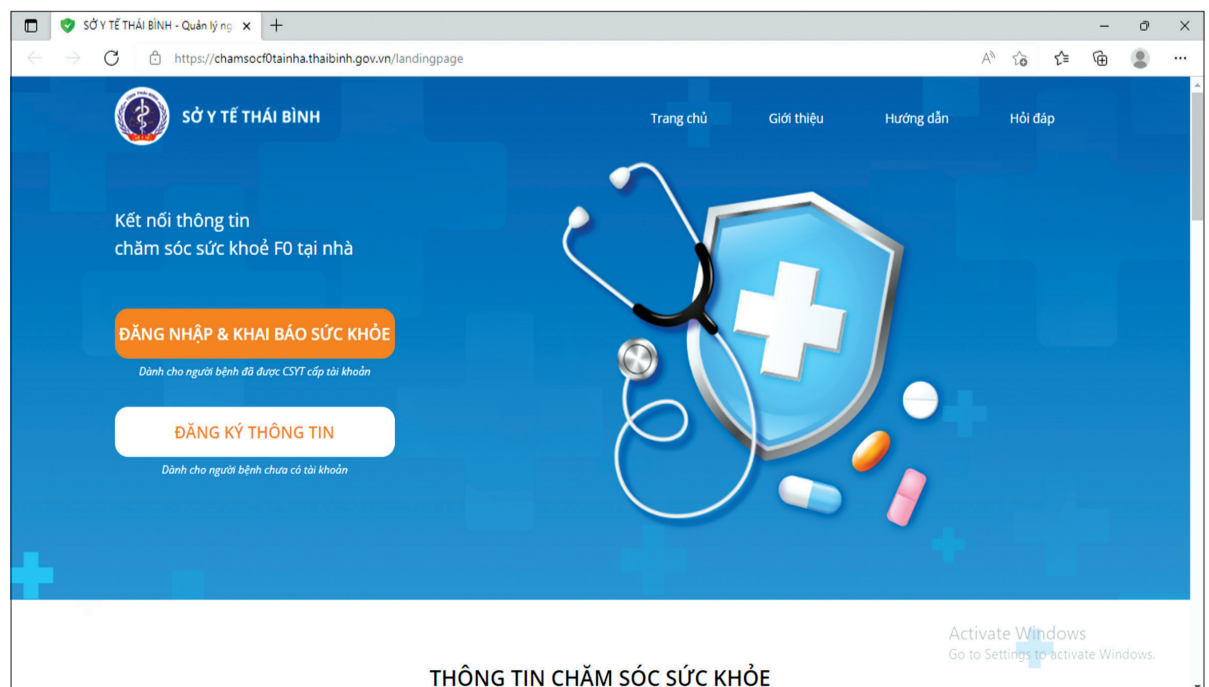 SỞ Y TẾ THÁI BÌNH - Quản lý ng
https://chamsocf0tainha.thaibinh.gov.vn/landingpage
SỞ Y TẾ THÁI BÌNH
Trang chủ
Giới thiệu
Hướng dẫn
Hỏi đáp
Kết nối thông tin
chăm sóc sức khoẻ F0 tại nhà
ĐĂNG NHẬP & KHAI BÁO SỨC KHỎE
Dành cho người bệnh đã được CSYT cấp tài khoản
ĐĂNG KÝ THÔNG TIN
Dành cho người bệnh chưa có tài khoản
Activate Windows
Go to Settings to activate Windows.
THÔNG TIN CHĂM SÓC SỨC KHỎE